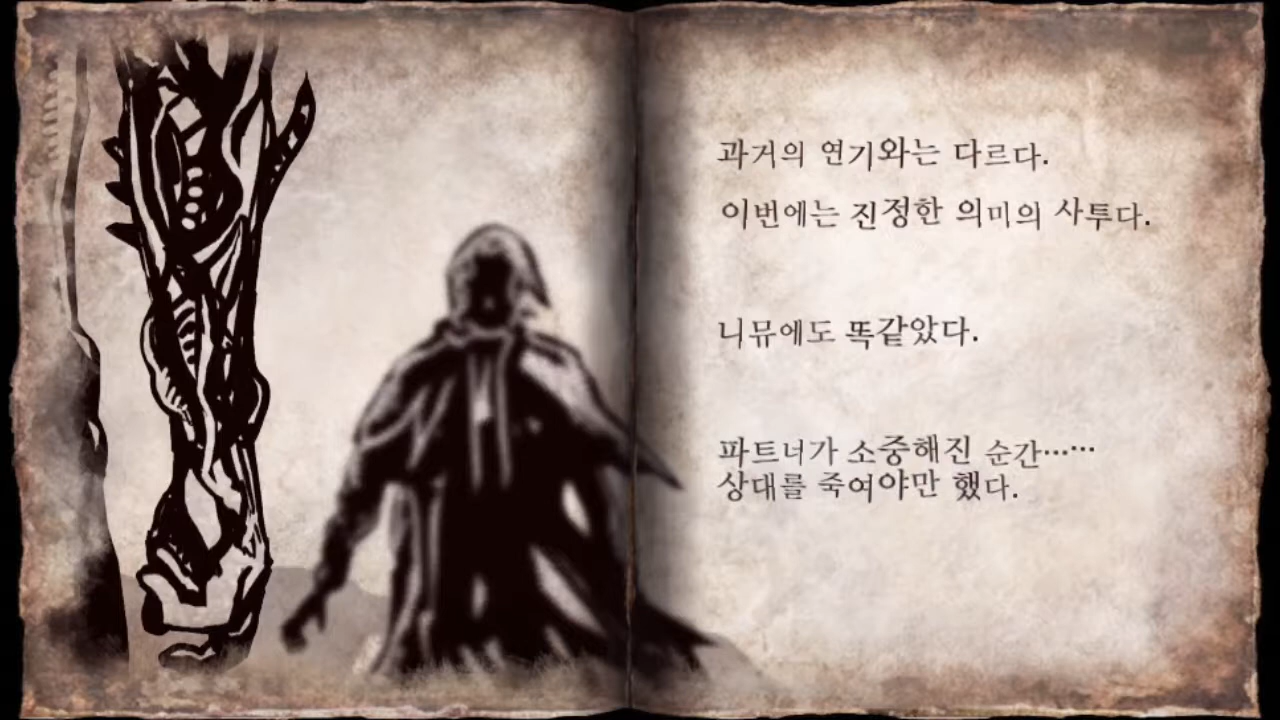 과거의 연기와는 다르다.
이번에는 진정한 의미의 사투다.
니뮤에도 똑같았다.
파트너가 소중해진 순간……
상대를 죽여야만 했다.